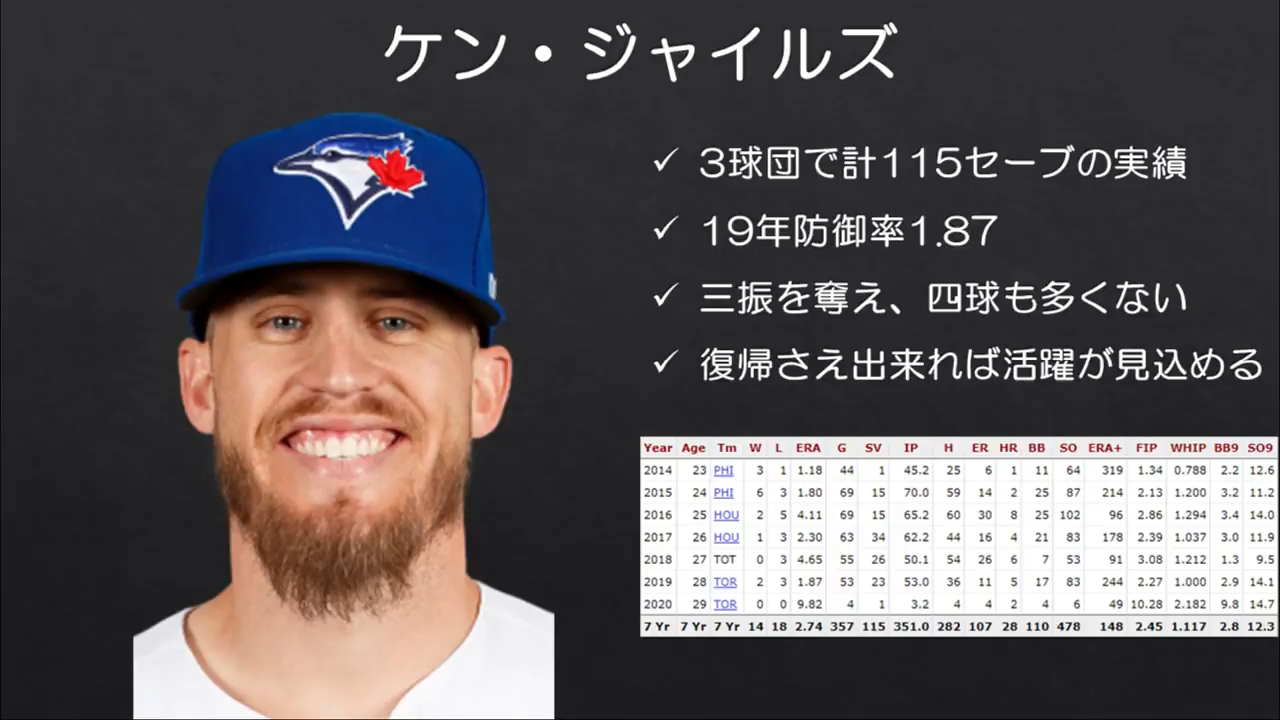 ケン・ジャイルズ
✓ 3球団で計115セーブの実績
✓ 19年防御率1.87
✓ 三振を奪え、四球も多くない
✓ 復帰さえ出来れば活躍が見込める
Year Age Tm W L ERA G SV IP H ER HR BB SO ERA+ FIP WHIP BB9 SO9
2014 23 PHI 3 1 1.18 44 1 45.2 25 6 1 11 64 319 1.34 0.788 2.2 12.6
2015 24 PHI 6 3 1.80 69 15 70.0 59 14 2 25 87 214 2.13 1.200 3.2 11.2
2016 25 HOU 2 5 4.11 69 15 65.2 60 30 8 25 102 96 2.86 1.294 3.4 14.0
2017 26 HOU 1 3 2.30 63 34 62.2 44 16 4 21 83 178 2.39 1.037 3.0 11.9
2018 27 TOT 0 3 4.65 55 26 50.1 54 26 6 7 53 91 3.08 1.212 1.3 9.5
2019 28 TOR 2 3 1.87 53 23 53.0 36 11 5 17 83 244 2.27 1.000 2.9 14.1
2020 29 TOR 0 0 9.82 4 1 3.2 4 4 2 4 6 49 10.28 2.182 9.8 14.7
7 Yr 7 Yr 7 Yr 14 18 2.74 357 115 351.0 282 107 28 110 478 148 2.45 1.117 2.8 12.3